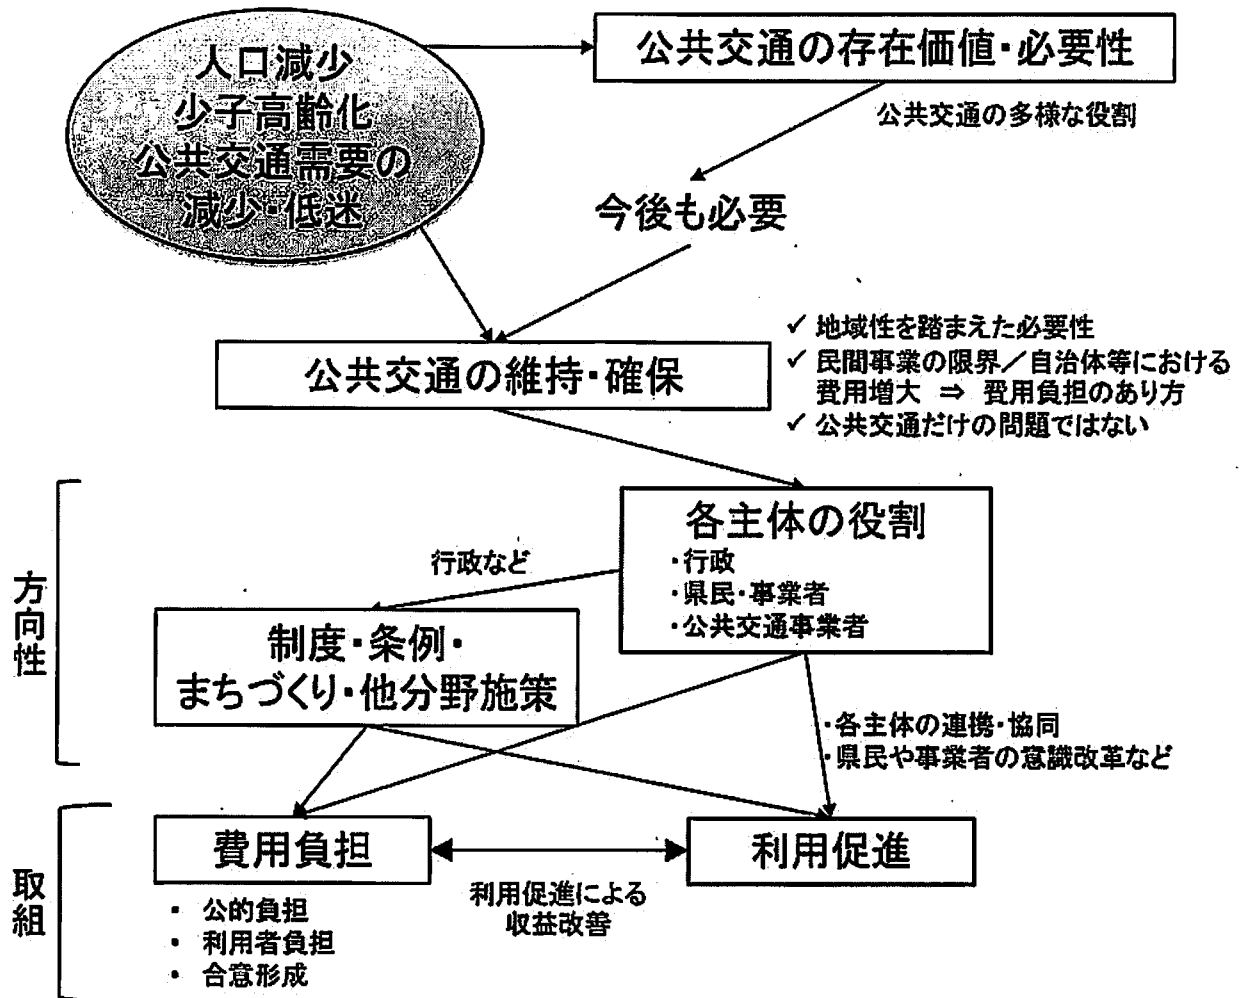 人口減少
少子高齢化
公共交通需要の
減少・低迷
公共交通の存在価値・必要性
公共交通の多様な役割
今後も必要
公共交通の維持・確保
✓ 地域性を踏まえた必要性
✓ 民間事業の限界／自治体等における
費用増大 ⇒ 費用負担のあり方
✓ 公共交通だけの問題ではない
方向性
各主体の役割
・行政
・県民・事業者
・公共交通事業者
行政など
制度・条例・
まちづくり・他分野施策
・各主体の連携・協同
・県民や事業者の意識改革など
取組
費用負担
利用促進
利用促進による
収益改善
・ 公的負担
・ 利用者負担
・ 合意形成